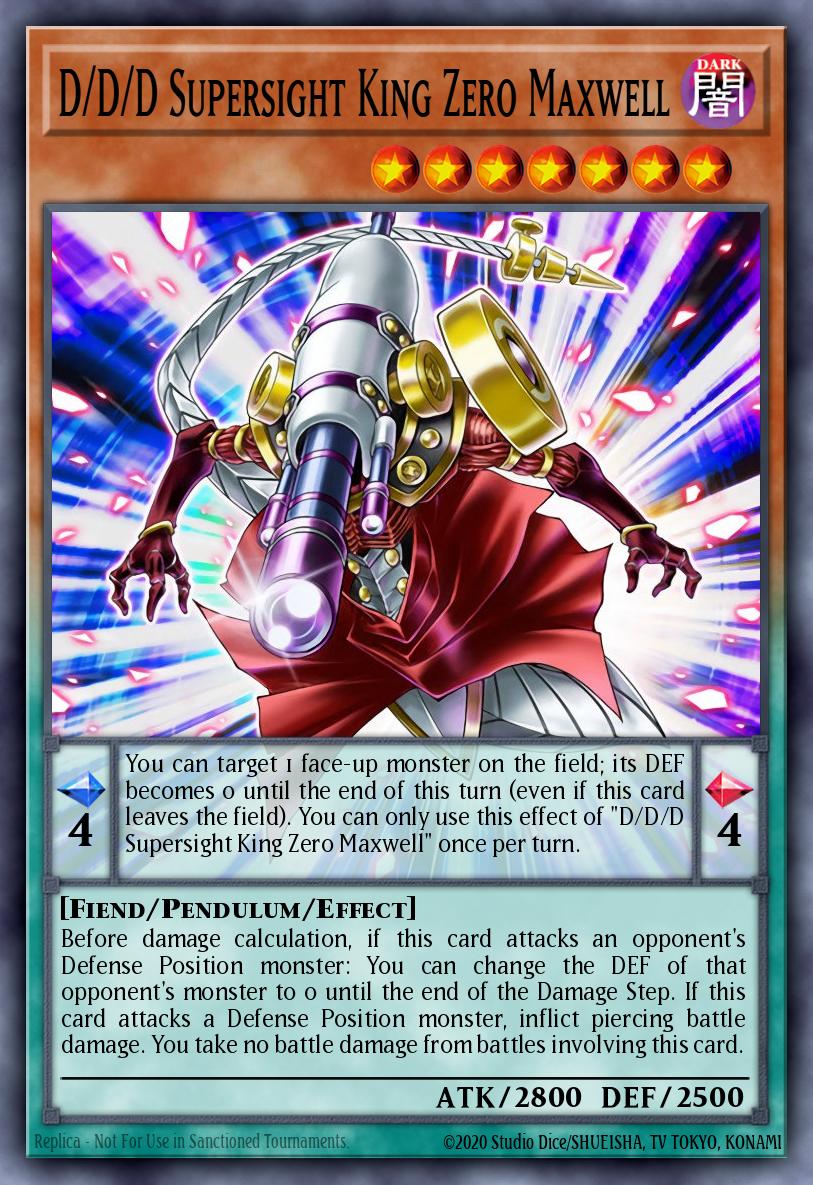 D/D/D Supersight King Zero Maxwell
DARK
闇
You can target 1 face-up monster on the field; its DEF
becomes 0 until the end of this turn (even if this card
leaves the field). You can only use this effect of "D/D/D
Supersight King Zero Maxwell" once per turn.
4
4
[Fiend/Pendulum/Effect]
Before damage calculation, if this card attacks an opponent's
Defense Position monster: You can change the DEF of that
opponent's monster to 0 until the end of the Damage Step. If this
card attacks a Defense Position monster, inflict piercing battle
damage. You take no battle damage from battles involving this card.
ATK/2800 DEF/2500
Replica - Not For Use in Sanctioned Tournaments.
©2020 Studio Dice/SHUEISHA, TV TOKYO, KONAMI